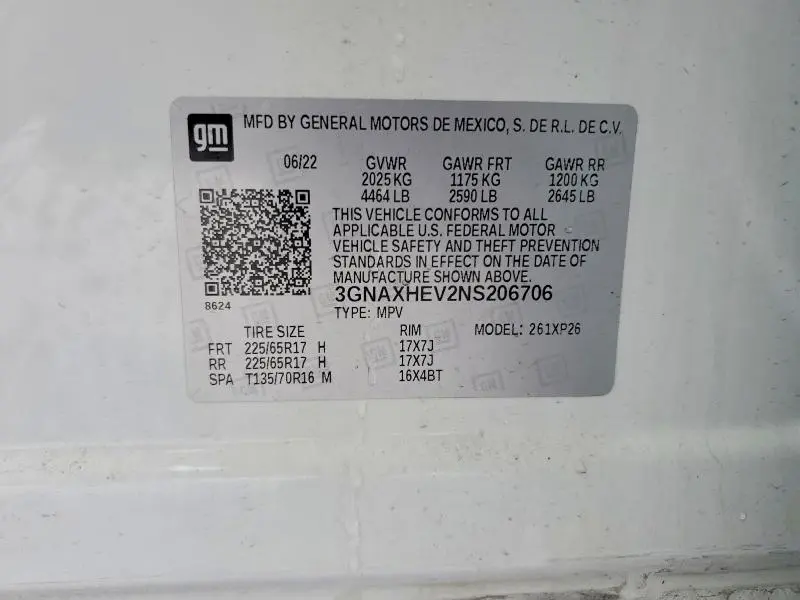 gm MFD BY GENERAL MOTORS DE MEXICO, S. DE R.L. DE C.V.
06/22 GVWR GAWR FRT GAWR RR
2025 KG 1175 KG 1200 KG
4464 LB 2590 LB 2645 LB
THIS VEHICLE CONFORMS TO ALL
APPLICABLE U.S. FEDERAL MOTOR
VEHICLE SAFETY AND THEFT PREVENTION
STANDARDS IN EFFECT ON THE DATE OF
MANUFACTURE SHOWN ABOVE.
8624 3GNAXHEV2NS206706
TYPE: MPV
TIRE SIZE RIM MODEL: 261XP26
FRT 225/65R17 H 17X7J
RR 225/65R17 H 17X7J
SPA T135/70R16 M 16X4BT